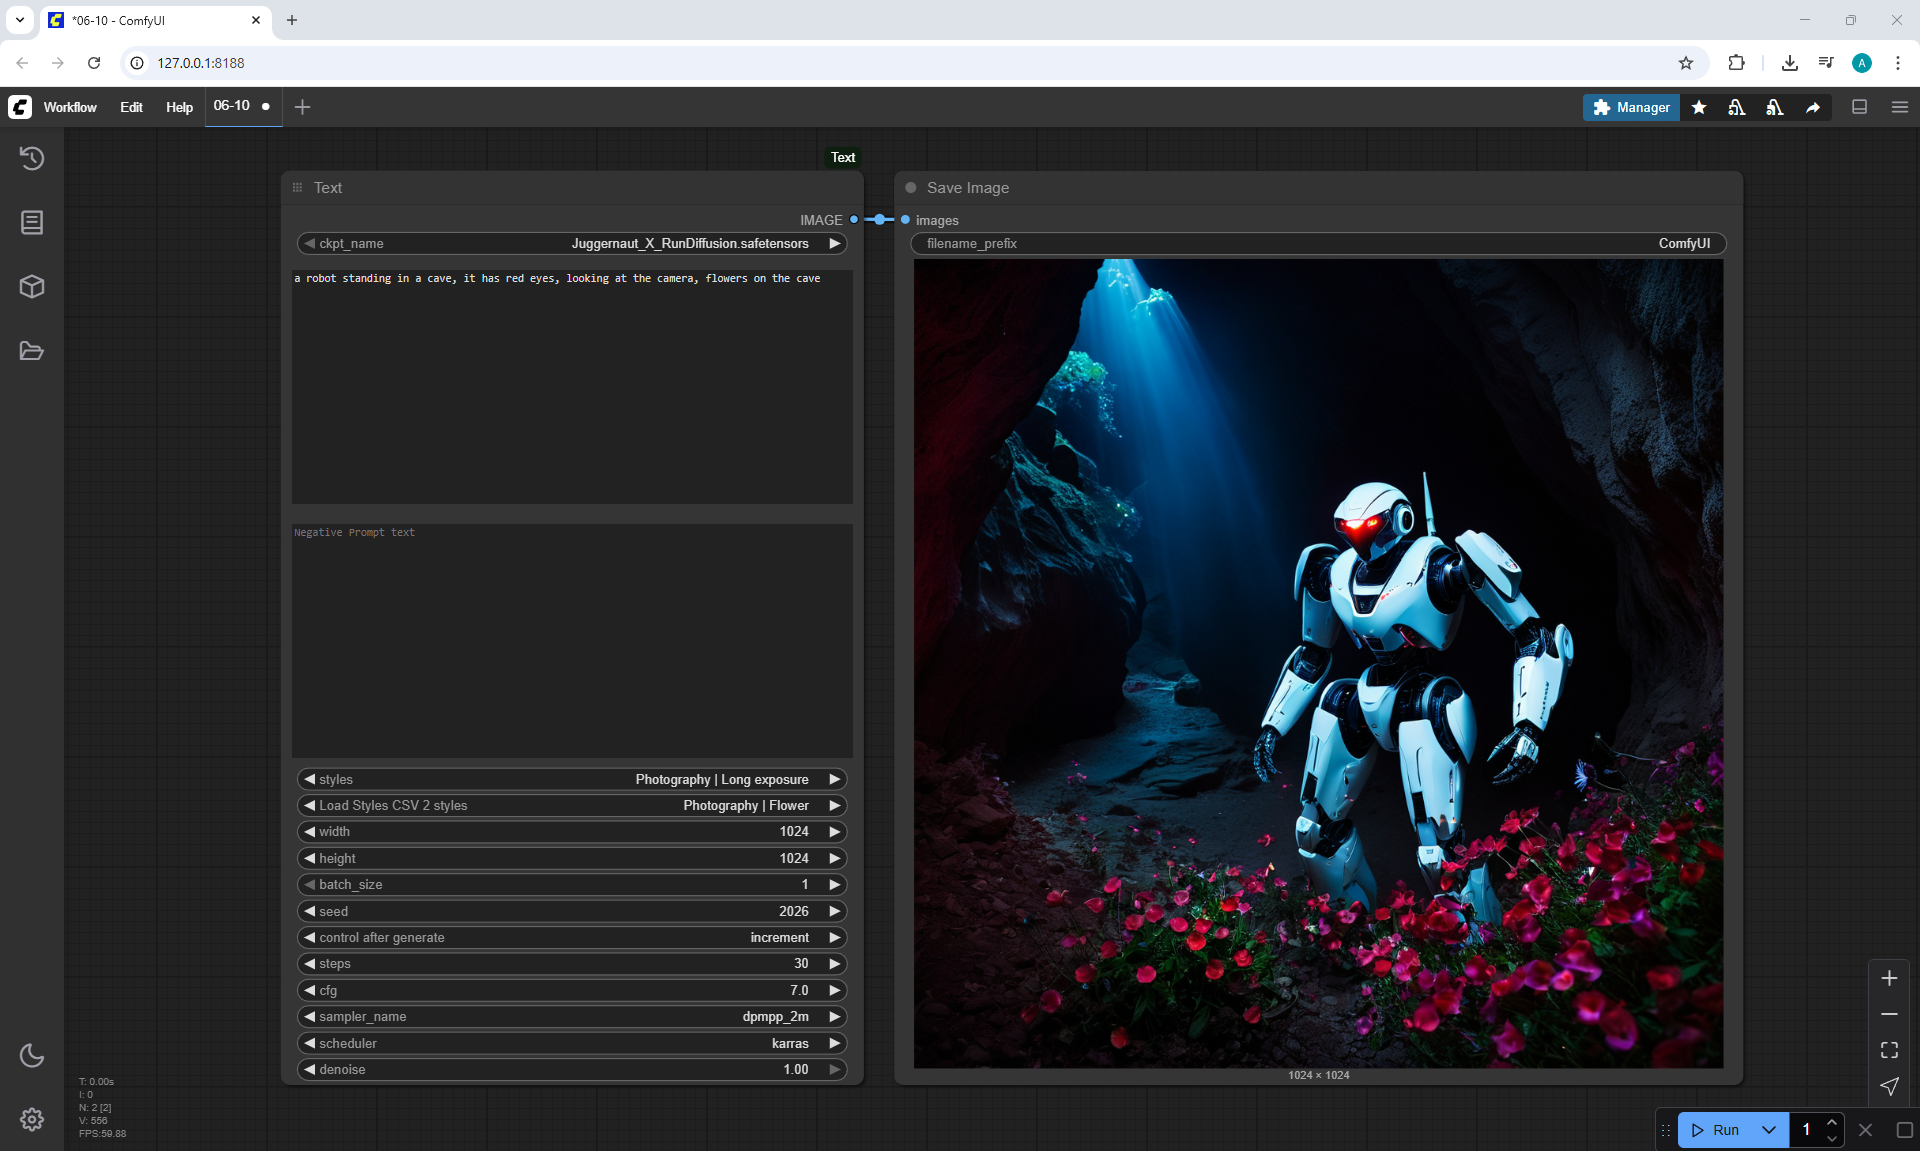 *06-10 - ComfyUI
127.0.0.1:8188
A
Workflow Edit Help 06-10
Manager
Text
Text
IMAGE
ckpt_name Juggernaut_X_RunDiffusion.safetensors
a robot standing in a cave, it has red eyes, looking at the camera, flowers on the cave
Negative Prompt text
styles Photography | Long exposure
Load Styles CSV 2 styles Photography | Flower
width 1024
height 1024
batch_size 1
seed 2026
control after generate increment
steps 30
cfg 7.0
sampler_name dpmpp_2m
scheduler karras
denoise 1.00
Save Image
images
filename_prefix ComfyUI
1024 × 1024
T: 0.00s
I: 0
N: 2 [2]
V: 556
FPS:59.88
Run 1